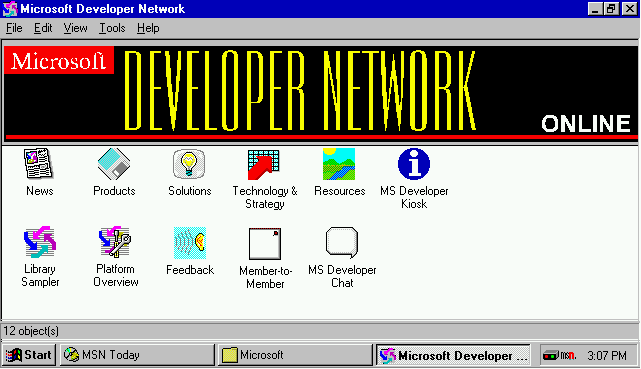 Microsoft Developer Network
File Edit View Tools Help
Microsoft
DEVELOPER NETWORK
ONLINE
News
Products
Solutions
Technology &
Strategy
Resources
MS Developer
Kiosk
Library
Sampler
Platform
Overview
Feedback
Member-to-
Member
MS Developer
Chat
12 object(s)
Start
MSN Today
Microsoft
Microsoft Developer ...
msn.
3:07 PM